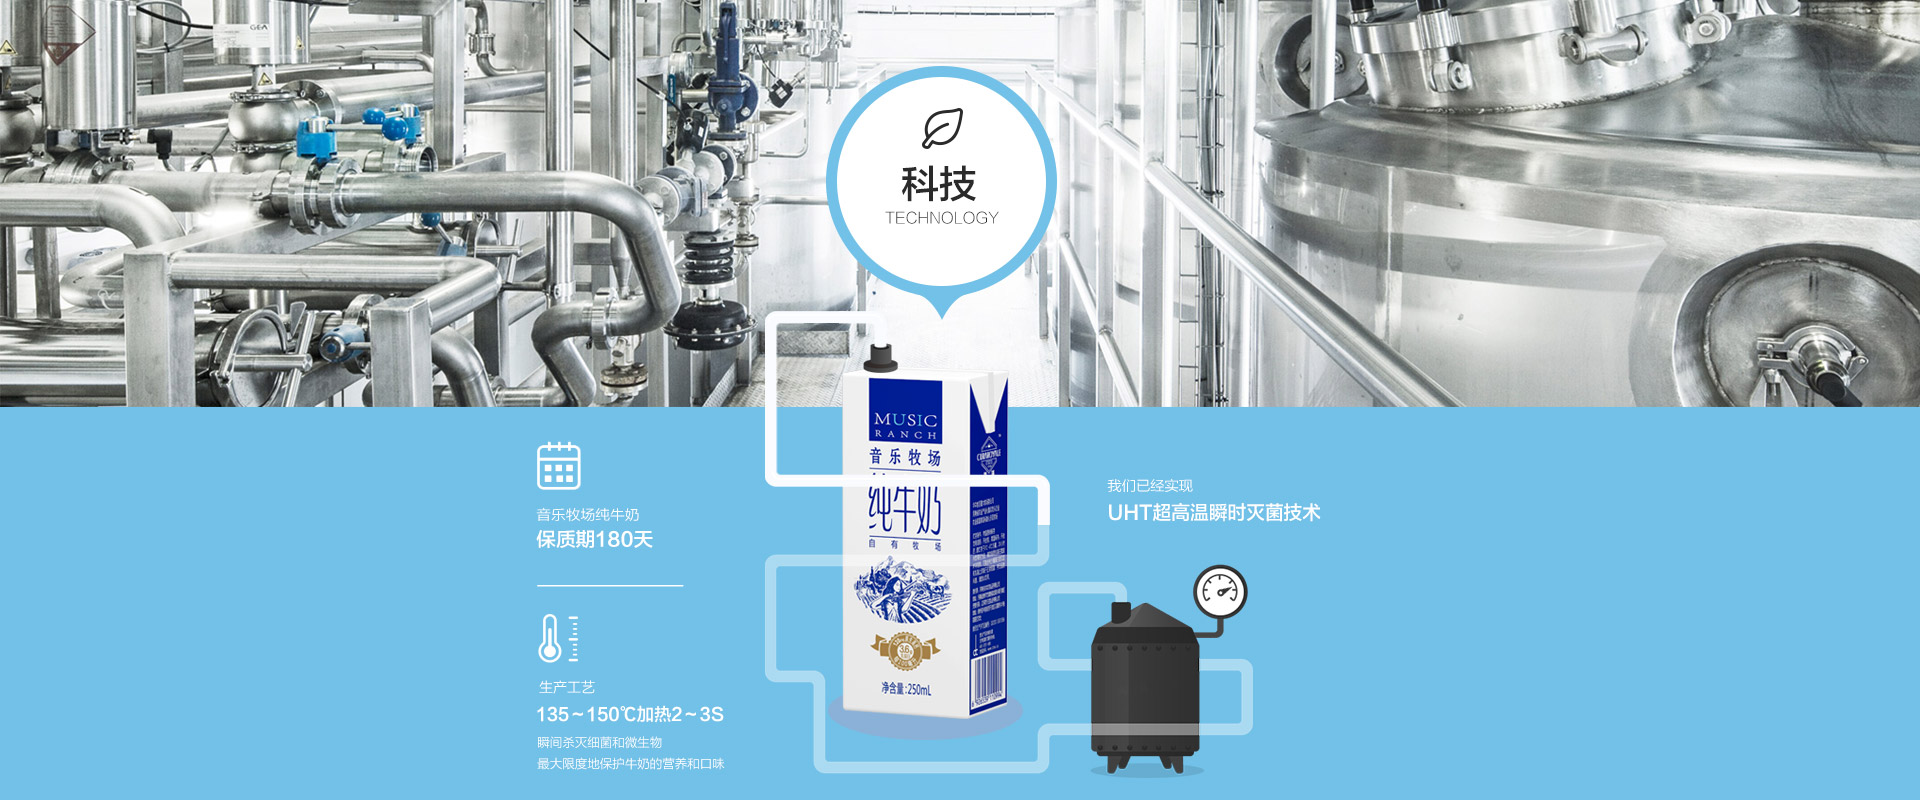 GEA
科技
TECHNOLOGY
MUSIC
RANCH
音乐牧场
纯牛奶
自有牧场
3.6
净含量:250mL
音乐牧场纯牛奶
保质期180天
生产工艺
135~150℃加热2~3S
瞬间杀灭细菌和微生物
最大限度地保护牛奶的营养和口味
我们已经实现
UHT超高温瞬时灭菌技术